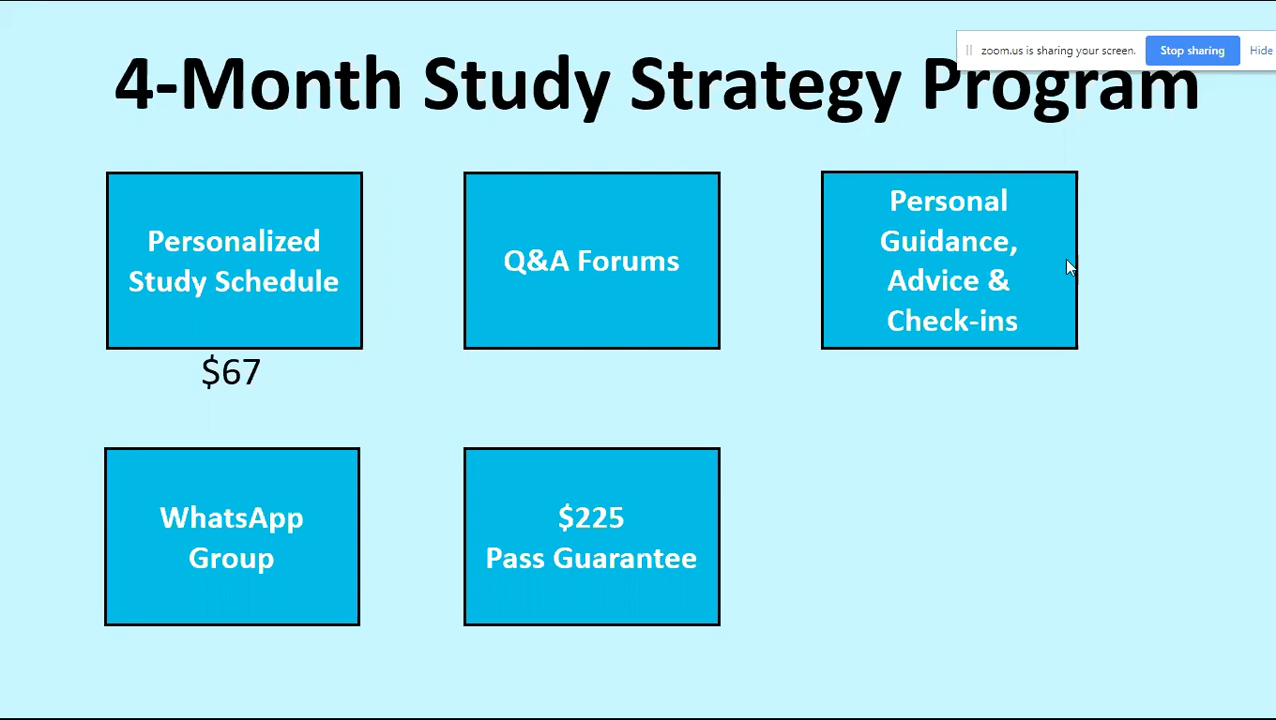 zoom.us is sharing your screen. Stop sharing Hide
4-Month Study Strategy Program
Personalized
Study Schedule
$67
Q&A Forums
Personal
Guidance,
Advice &
Check-ins
WhatsApp
Group
$225
Pass Guarantee